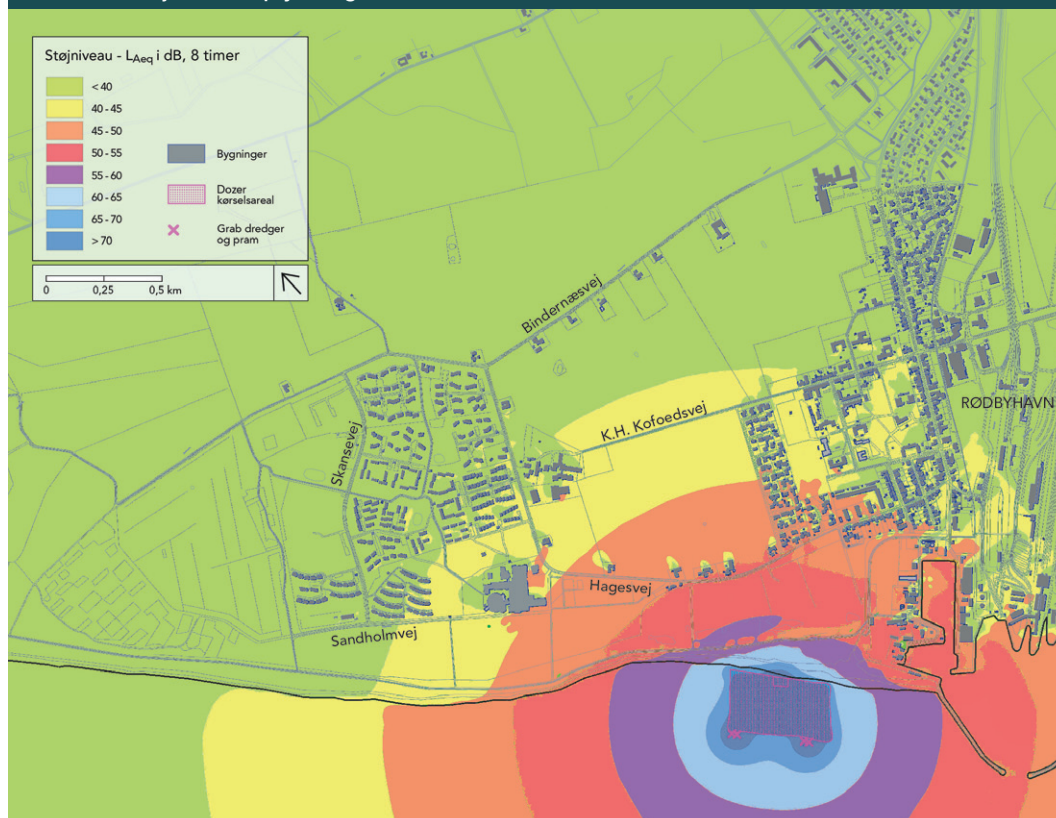 Støjniveau - LAeq i dB, 8 timer
< 40
40 - 45
45 - 50
50 - 55
55 - 60
60 - 65
65 - 70
> 70
Bygninger
Dozer
kørselsareal
Grab dredger
og pram
0 0,25 0,5 km
Bindernæsvej
K.H. Kofoedsvej
RØDBYHAVN
Skansevej
Hagesvej
Sandholmvej